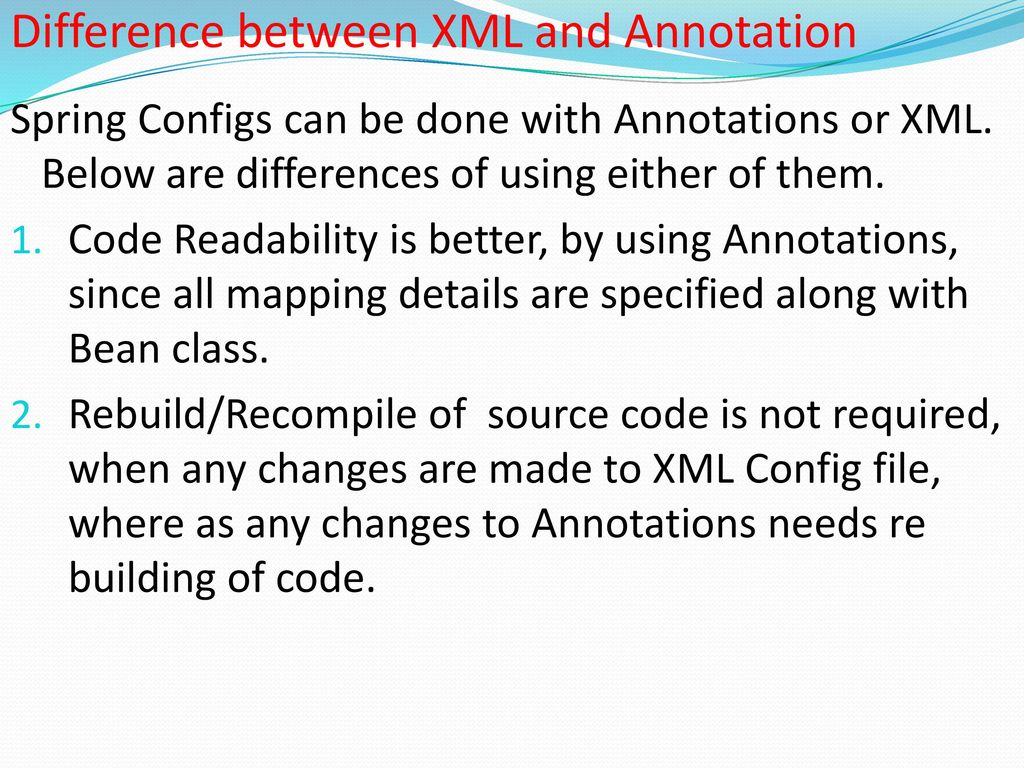 Difference between XML and Annotation
Spring Configs can be done with Annotations or XML.
Below are differences of using either of them.
1. Code Readability is better, by using Annotations,
since all mapping details are specified along with
Bean class.
2. Rebuild/Recompile of  source code is not required,
when any changes are made to XML Config file,
where as any changes to Annotations needs re
building of code.